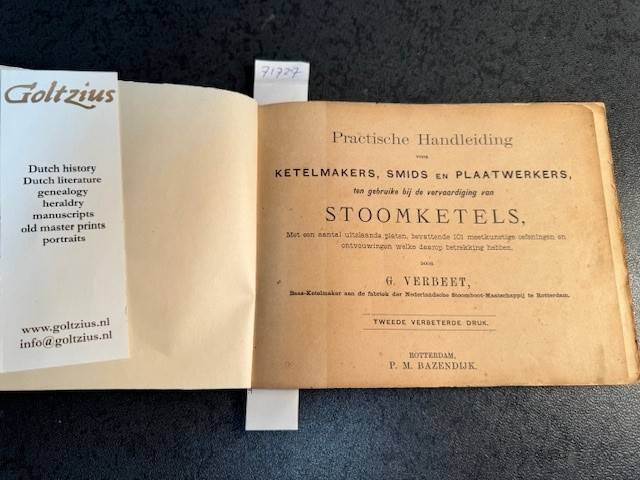 Goltzius
Dutch history
Dutch literature
genealogy
heraldry
manuscripts
old master prints
portraits
www.goltzius.nl
info@goltzius.nl
71727
Practische Handleiding
VOOR
KETELMAKERS, SMIDS EN PLAATWERKERS,
ten gebruike bij de vervaardiging van
STOOMKETELS,
Met een aantal uitslaande platen, bevattende 101 meetkunstige oefeningen en
ontvouwingen welke daarop betrekking hebben.
DOOR
G. VERBEET,
Baas-Ketelmaker aan de fabriek der Nederlandsche Stoomboot-Maatschappij te Rotterdam.
TWEEDE VERBETERDE DRUK.
ROTTERDAM,
P. M. BAZENDIJK.